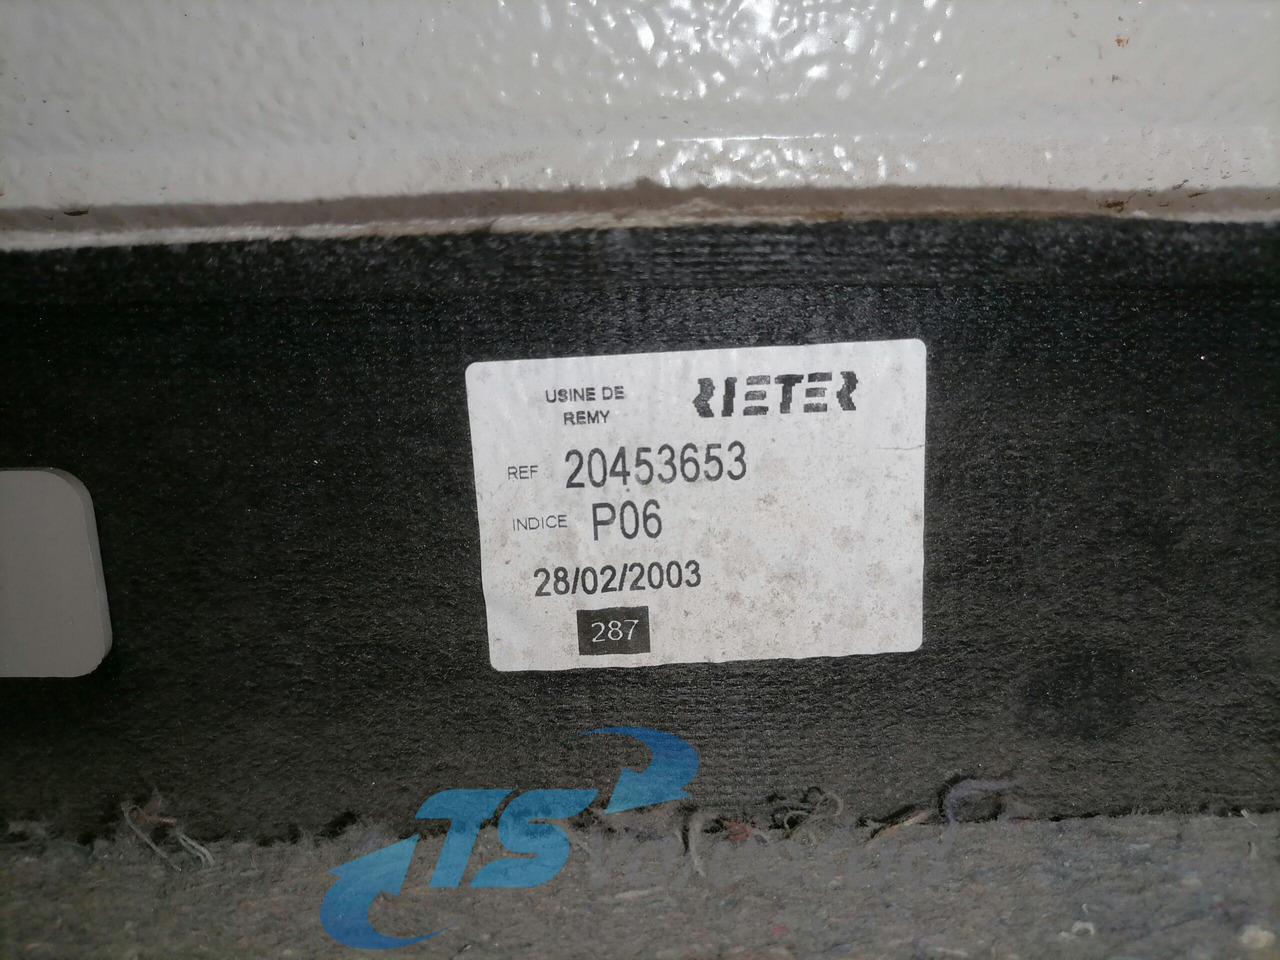 USINE DE
REMY
RIETER
REF 20453653
INDICE P06
28/02/2003
287
TS